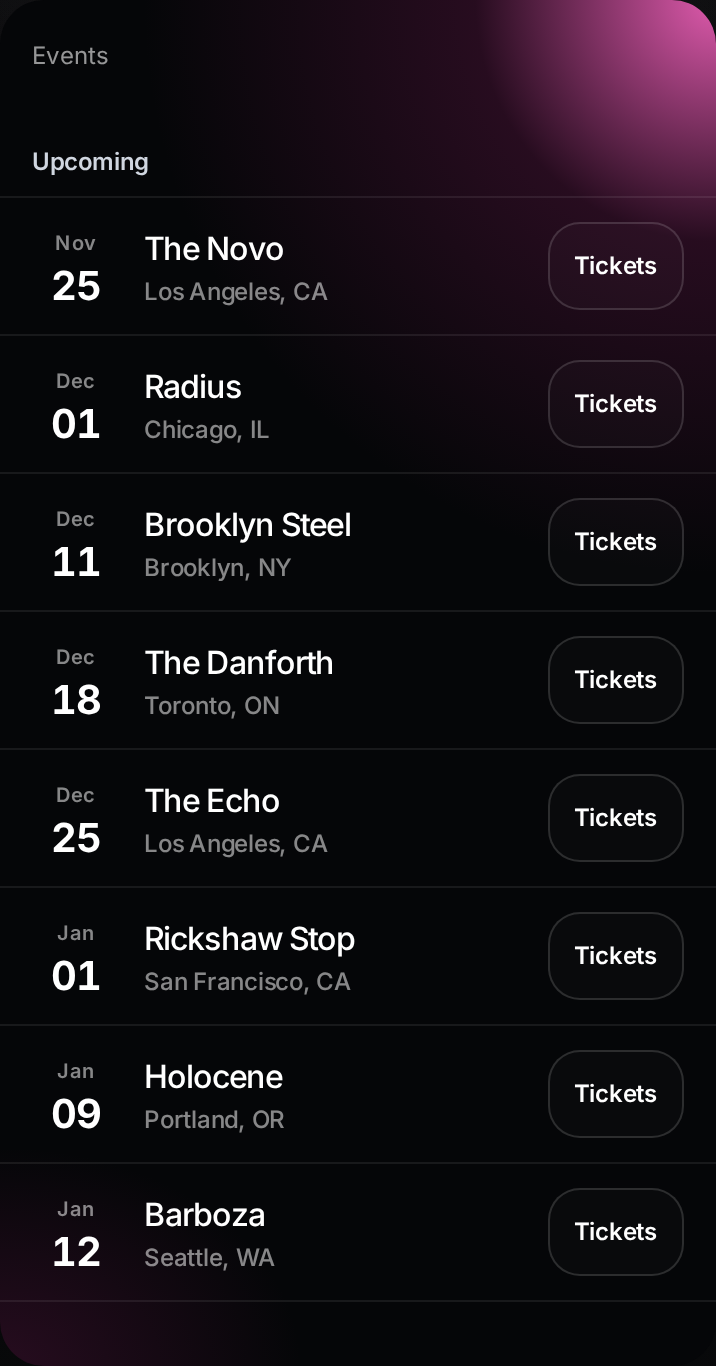 Events
Upcoming
Nov
25
The Novo
Los Angeles, CA
Tickets
Dec
01
Radius
Chicago, IL
Tickets
Dec
11
Brooklyn Steel
Brooklyn, NY
Tickets
Dec
18
The Danforth
Toronto, ON
Tickets
Dec
25
The Echo
Los Angeles, CA
Tickets
Jan
01
Rickshaw Stop
San Francisco, CA
Tickets
Jan
09
Holocene
Portland, OR
Tickets
Jan
12
Barboza
Seattle, WA
Tickets